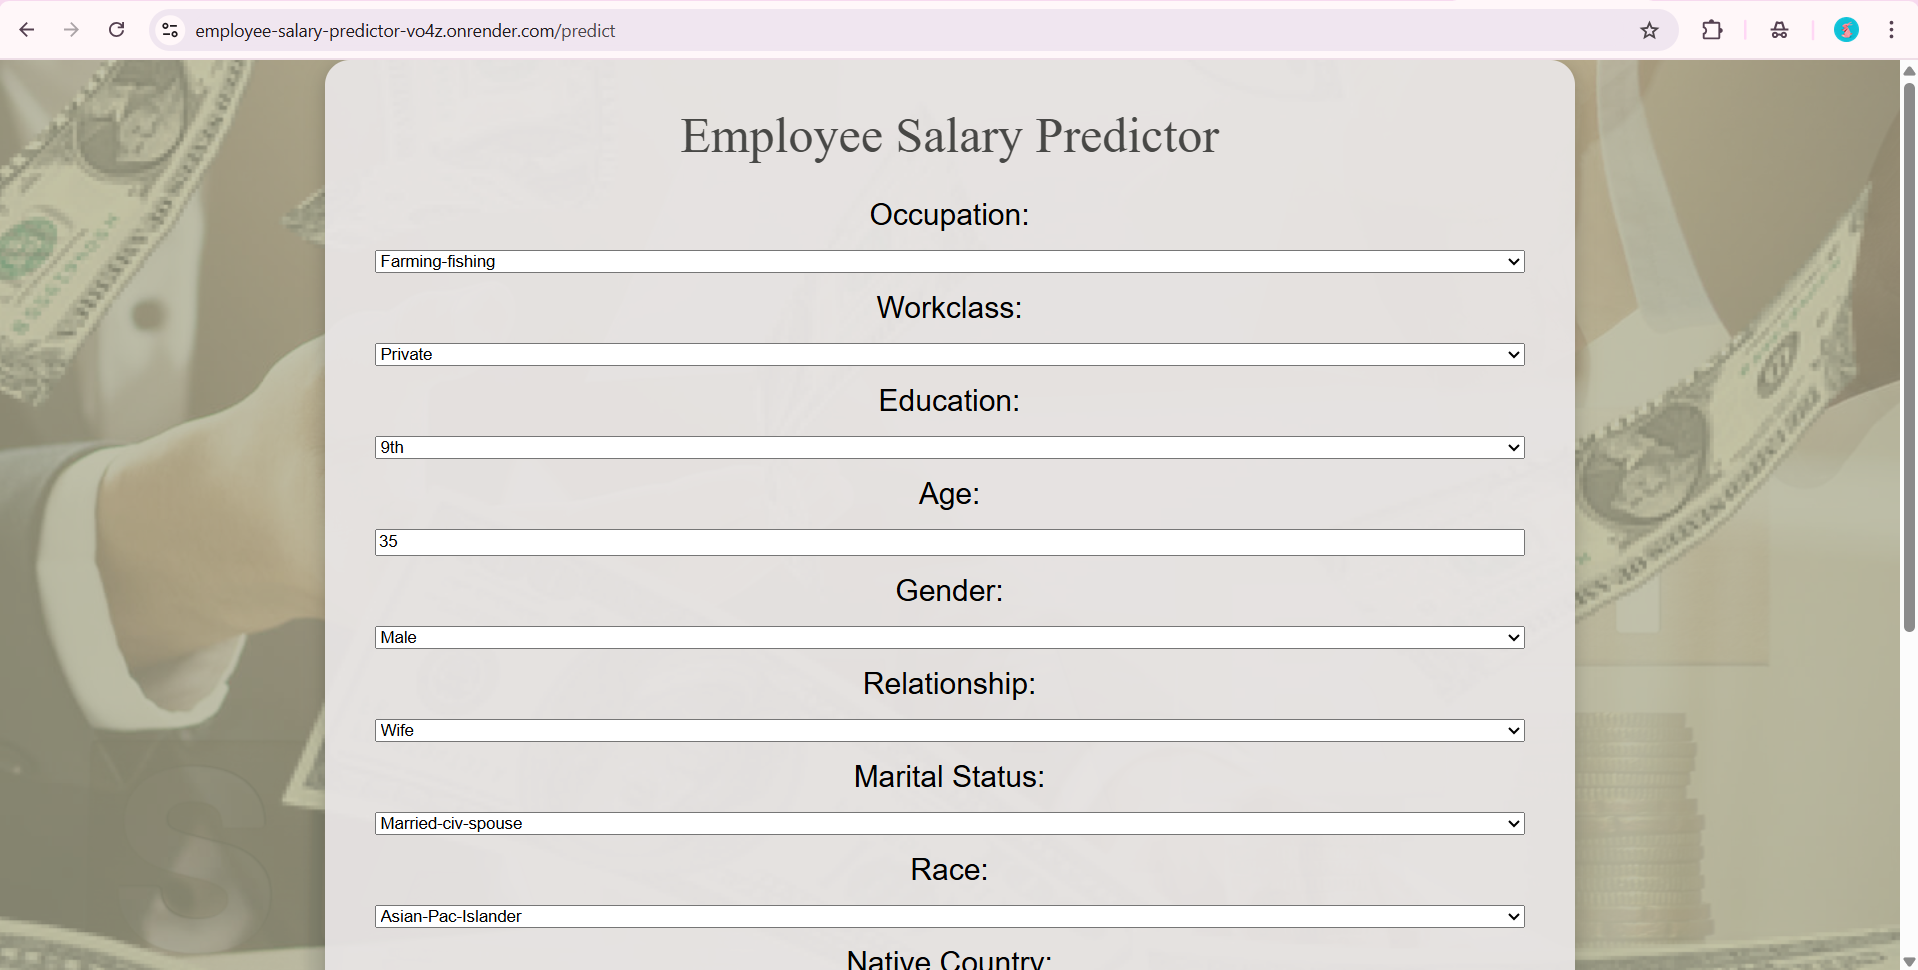 employee-salary-predictor-vo4z.onrender.com/predict
Employee Salary Predictor
Occupation:
Farming-fishing
Workclass:
Private
Education:
9th
Age:
35
Gender:
Male
Relationship:
Wife
Marital Status:
Married-civ-spouse
Race:
Asian-Pac-Islander
Native Country: